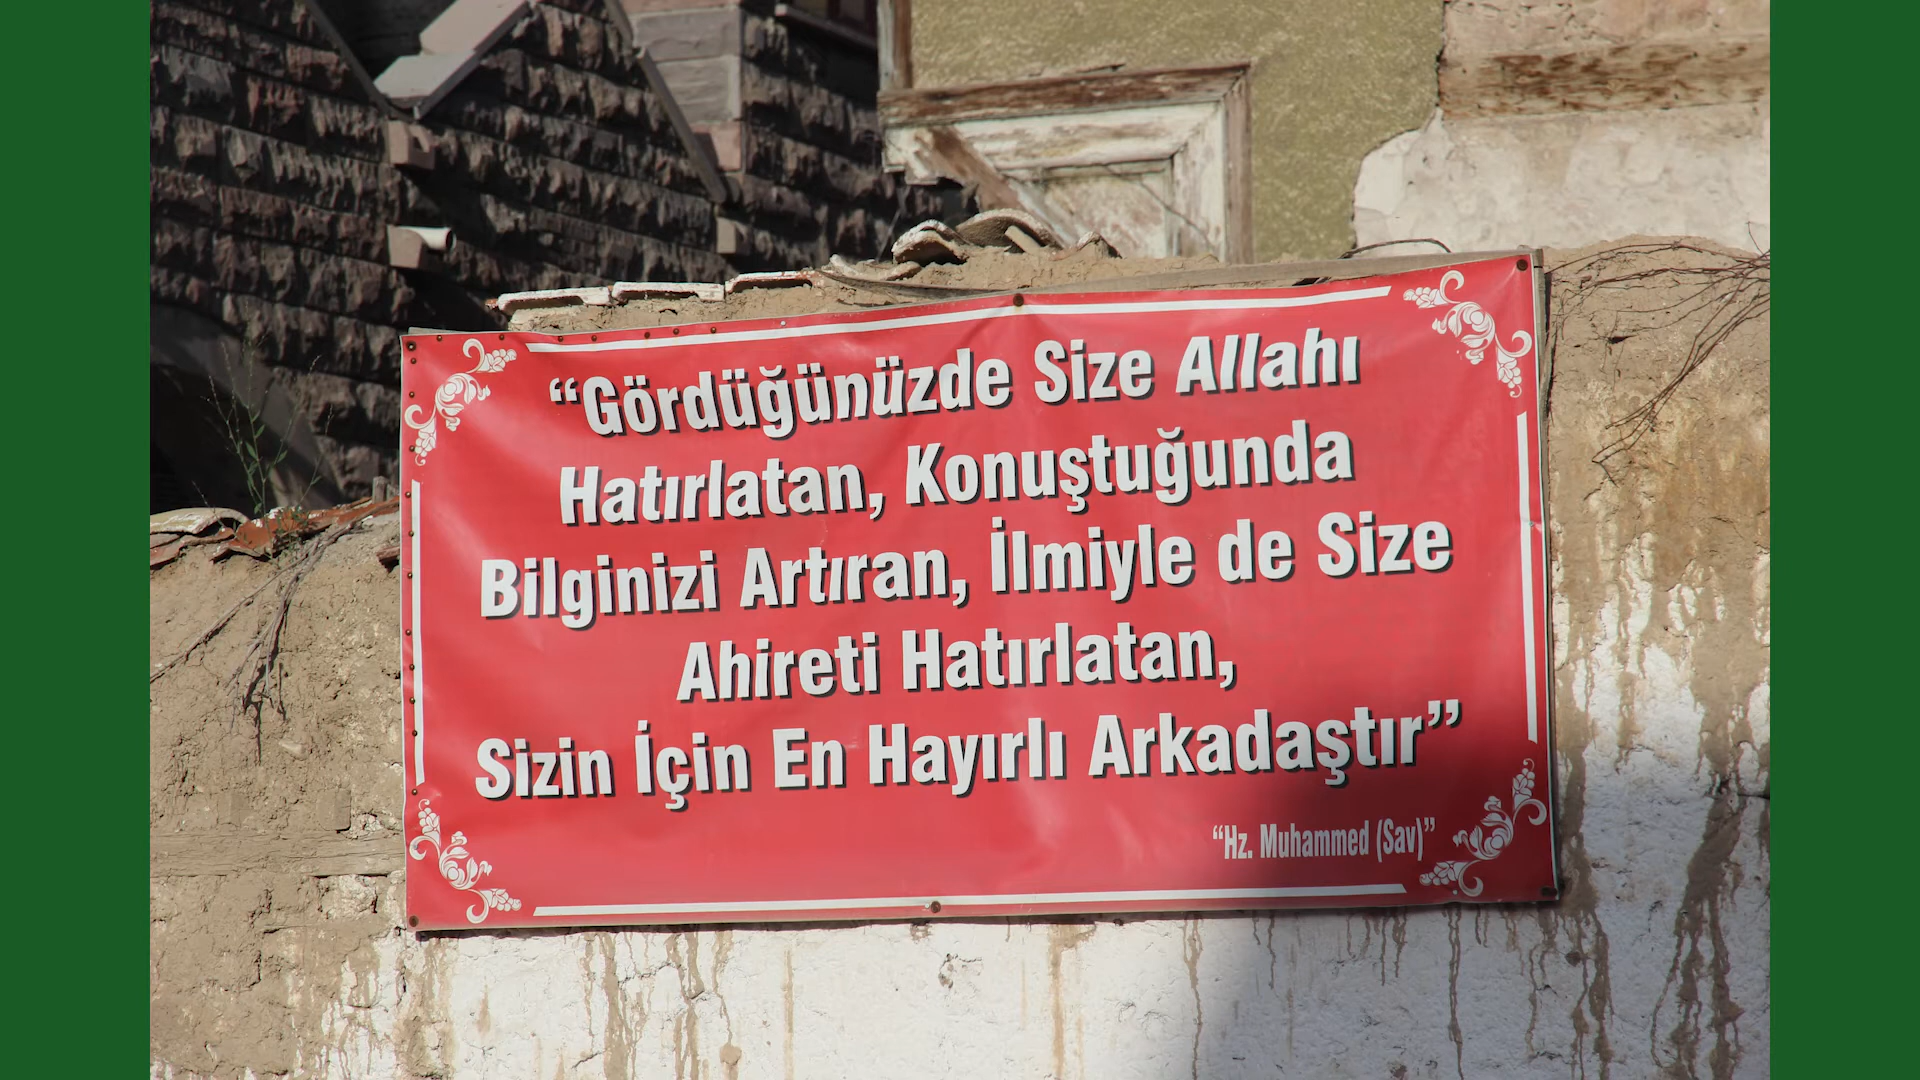 “Gördüğünüzde Size Allahı
Hatırlatan, Konuştuğunda
Bilginizi Artıran, İlmiyle de Size
Ahireti Hatırlatan,
Sizin İçin En Hayırlı Arkadaştır”
“Hz. Muhammed (Sav)”